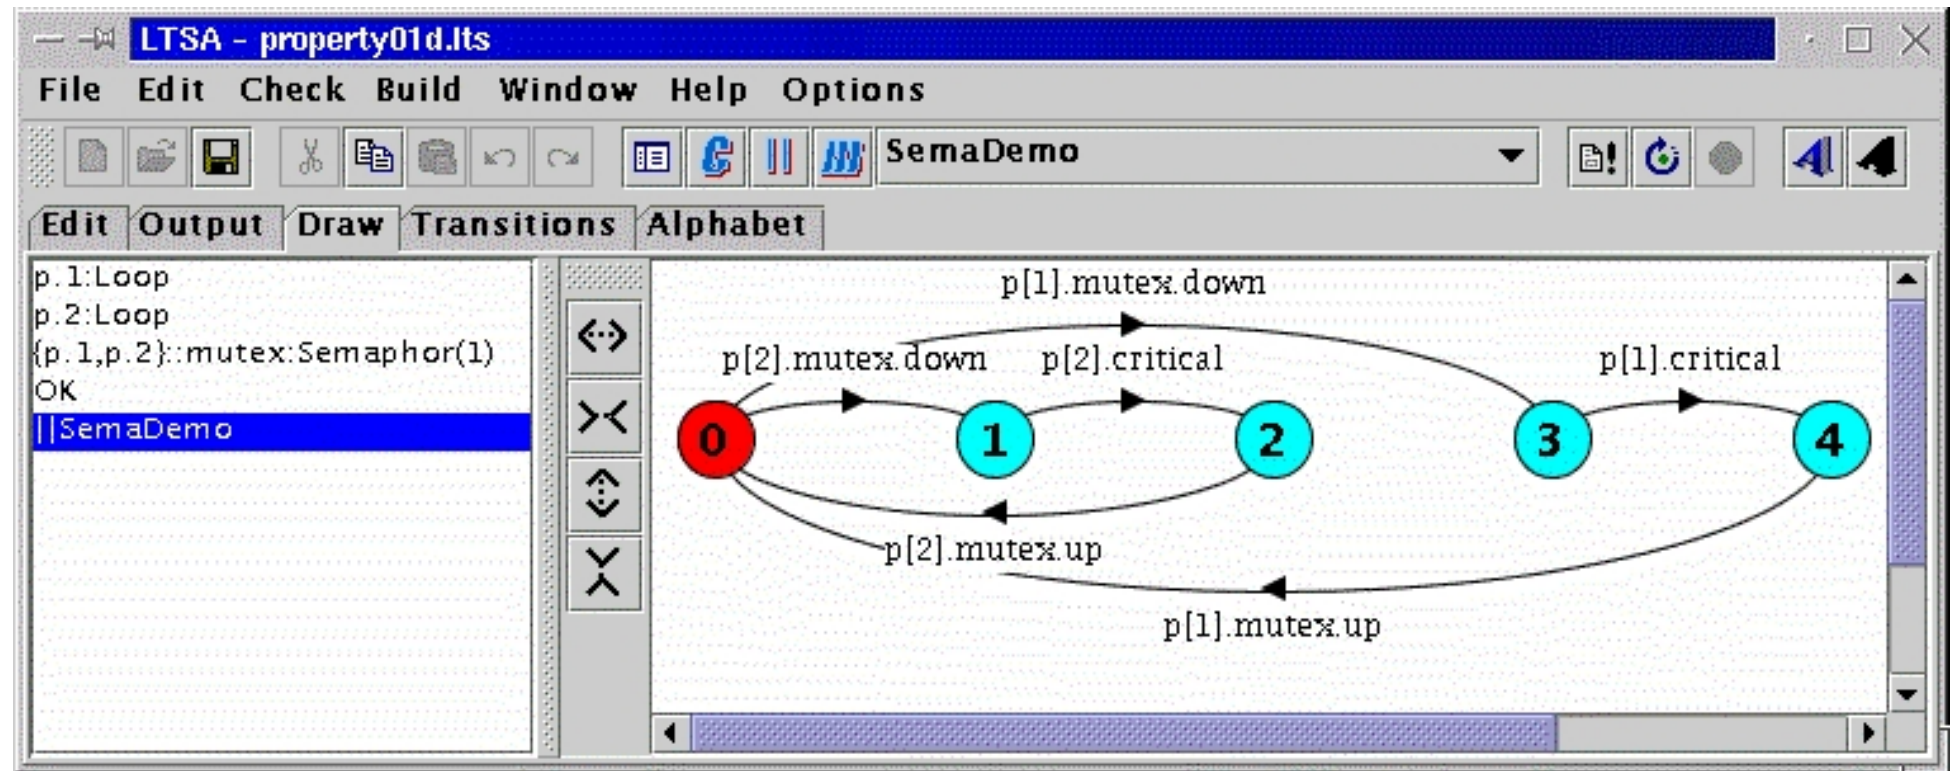 LTSA - property01d.lts
File Edit Check Build Window Help Options
SemaDemo
Edit Output Draw Transitions Alphabet
p.1:Loop
p.2:Loop
{p.1,p.2}::mutex:Semaphor(1)
OK
||SemaDemo
p[1].mutex.down
p[2].mutex.down p[2].critical p[1].critical
0 1 2 3 4
p[2].mutex.up
p[1].mutex.up